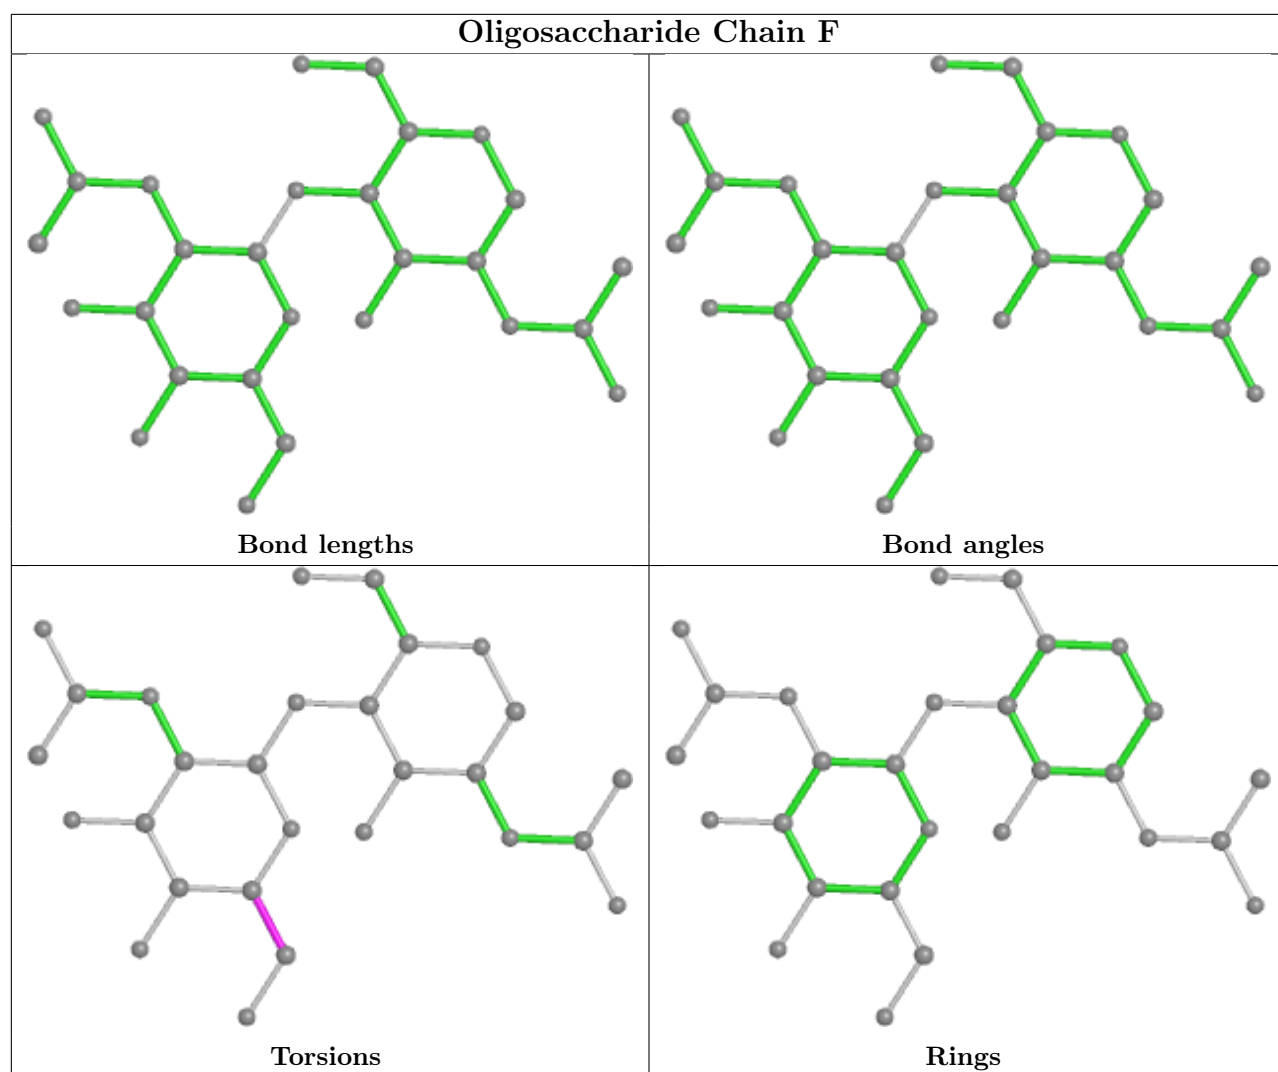 Oligosaccharide Chain F
Bond lengths
Bond angles
Torsions
Rings